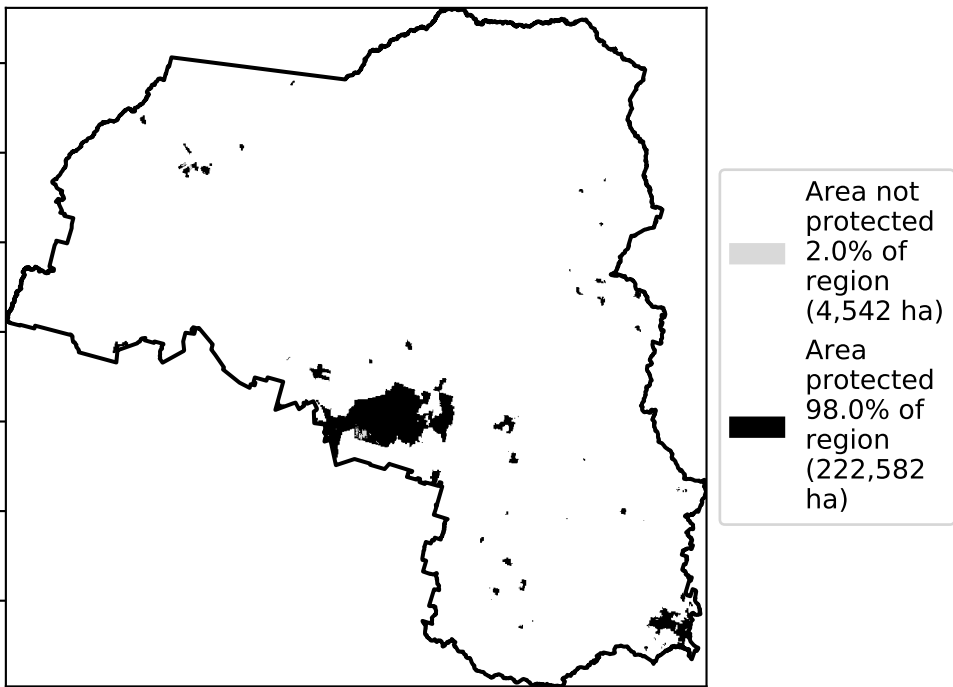 Area not
protected
2.0% of
region
(4,542 ha)
Area
protected
98.0% of
region
(222,582
ha)